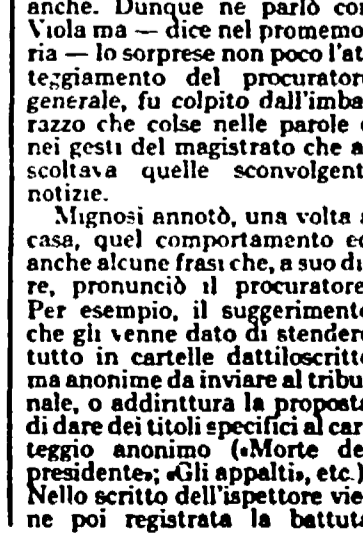 anche. Dunque ne parlò con
Viola ma — dice nel promemo-
ria — lo sorprese non poco l'at-
teggiamento del procuratore
generale, fu colpito dall'imba-
razzo che colse nelle parole e
nei gesti del magistrato che a
scoltava quelle sconvolgent
notizie.
Mignosi annotò, una volta a
casa, quel comportamento ed
anche alcune frasi che, a suo di
re, pronunciò il procuratore
Per esempio, il suggerimento
che gli venne dato di stendere
tutto in cartelle dattiloscritte
ma anonime da inviare al tribu
nale, o addirittura la proposta
di dare dei titoli specifici al car
teggio anonimo («Morte de
presidente»; «Gli appalti», etc.)
Nello scritto dell'ispettore vie
ne poi registrata la battuta